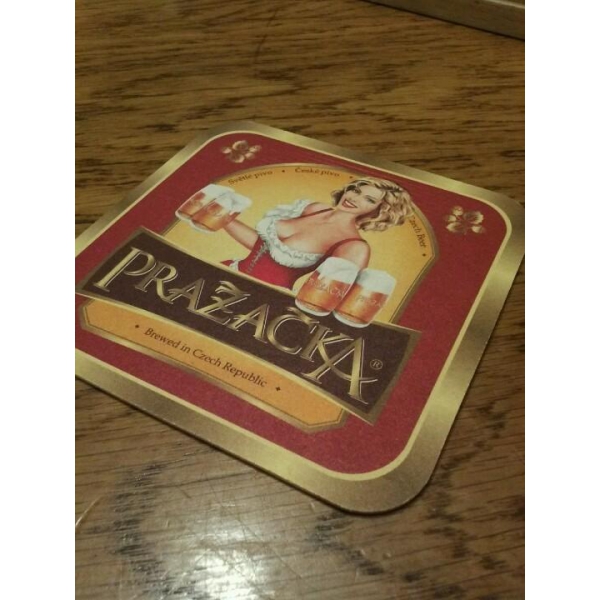 Světlé pivo • České pivo • Czech Beer •
PRAŽAČKA®
• Brewed in Czech Republic •